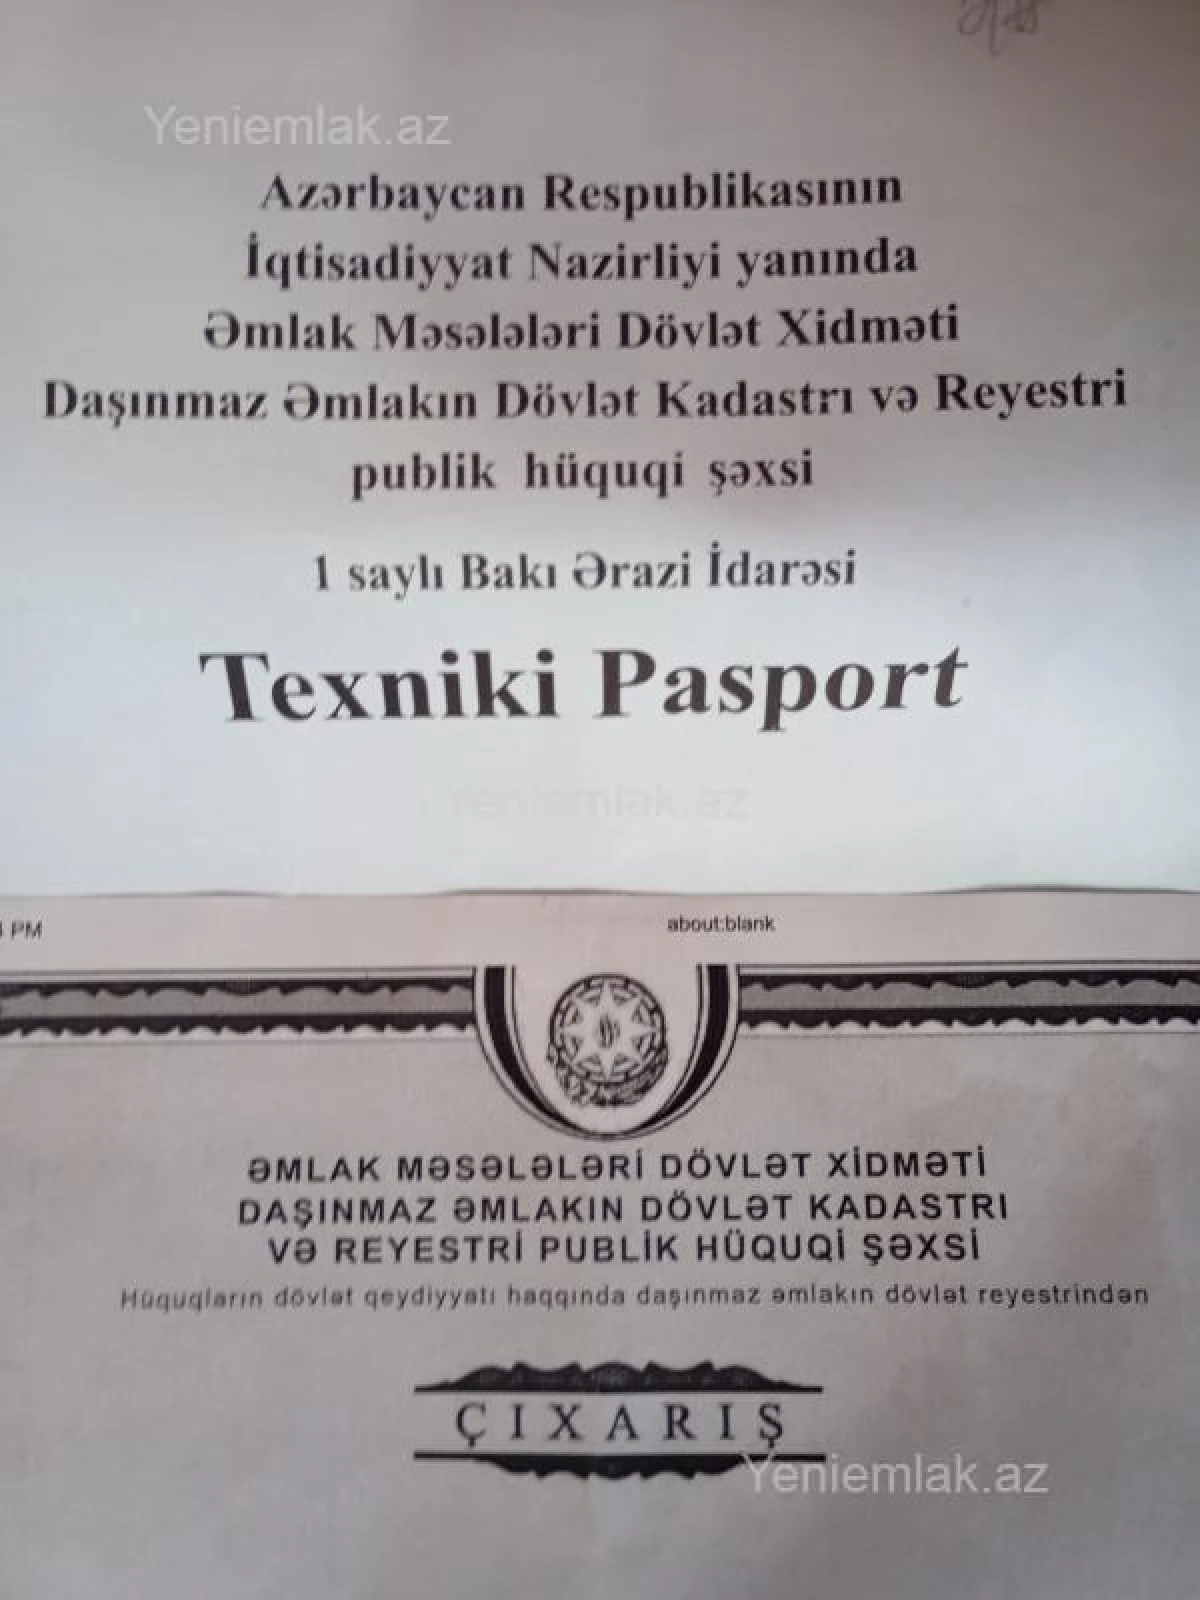 Yeniemlak.az
Azərbaycan Respublikasının
İqtisadiyyat Nazirliyi yanında
Əmlak Məsələləri Dövlət Xidməti
Daşınmaz Əmlakın Dövlət Kadastrı və Reyestri
publik hüquqi şəxsi
1 saylı Bakı Ərazi İdarəsi
Texniki Pasport
Yeniemlak.az
PM about:blank
ƏMLAK MƏSƏLƏLƏRİ DÖVLƏT XİDMƏTİ
DAŞINMAZ ƏMLAKIN DÖVLƏT KADASTRI
VƏ REYESTRİ PUBLİK HÜQUQİ ŞƏXSİ
Hüquqların dövlət qeydiyyatı haqqında daşınmaz əmlakın dövlət reyestrindən
ÇIXARIŞ
Yeniemlak.az